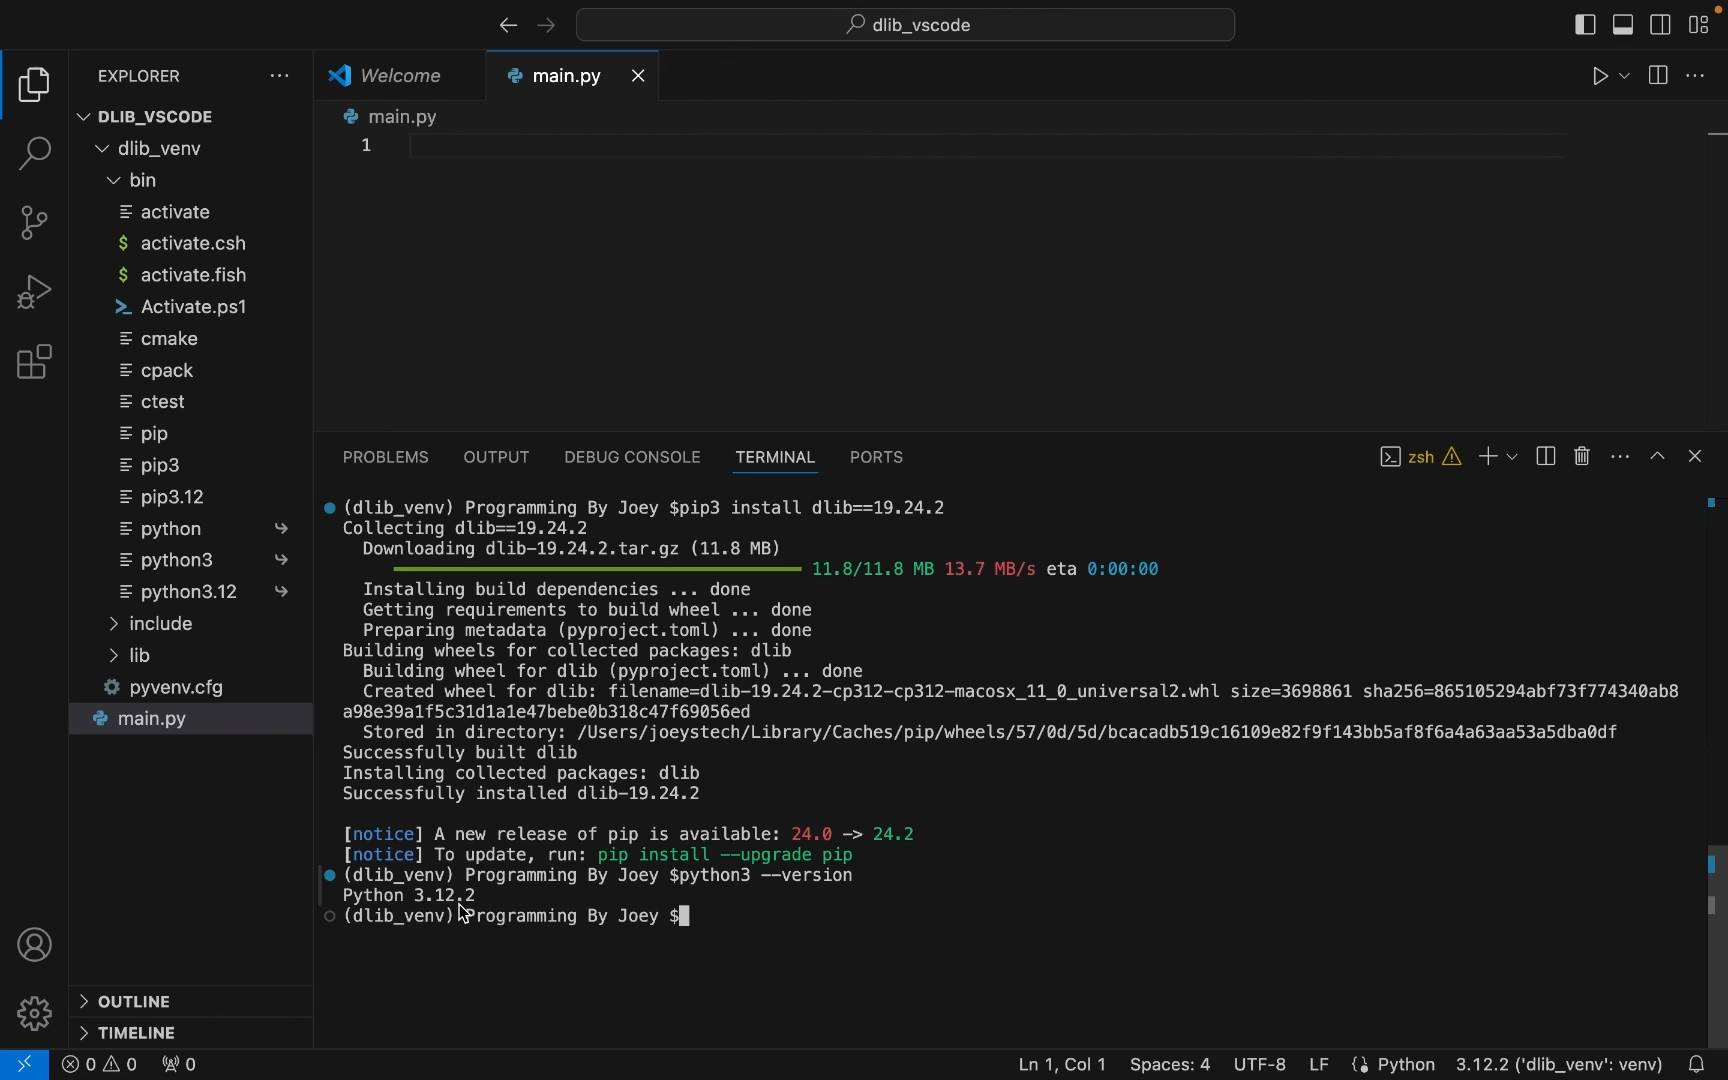 dlib_vscode
EXPLORER
Welcome
main.py
DLIB_VSCODE
dlib_venv
bin
activate
$ activate.csh
$ activate.fish
Activate.ps1
cmake
cpack
ctest
pip
pip3
pip3.12
python
python3
python3.12
include
lib
pyvenv.cfg
main.py
OUTLINE
TIMELINE
main.py
1
PROBLEMS OUTPUT DEBUG CONSOLE TERMINAL PORTS
zsh
(dlib_venv) Programming By Joey $pip3 install dlib==19.24.2
Collecting dlib==19.24.2
Downloading dlib-19.24.2.tar.gz (11.8 MB)
11.8/11.8 MB 13.7 MB/s eta 0:00:00
Installing build dependencies ... done
Getting requirements to build wheel ... done
Preparing metadata (pyproject.toml) ... done
Building wheels for collected packages: dlib
Building wheel for dlib (pyproject.toml) ... done
Created wheel for dlib: filename=dlib-19.24.2-cp312-cp312-macosx_11_0_universal2.whl size=3698861 sha256=865105294abf73f774340ab8
a98e39a1f5c31d1a1e47bebe0b318c47f69056ed
Stored in directory: /Users/joeystech/Library/Caches/pip/wheels/57/0d/5d/bcacadb519c16109e82f9f143bb5af8f6a4a63aa53a5dba0df
Successfully built dlib
Installing collected packages: dlib
Successfully installed dlib-19.24.2
[notice] A new release of pip is available: 24.0 -> 24.2
[notice] To update, run: pip install --upgrade pip
(dlib_venv) Programming By Joey $python3 --version
Python 3.12.2
(dlib_venv) Programming By Joey $
0 0 0
Ln 1, Col 1 Spaces: 4 UTF-8 LF Python 3.12.2 ('dlib_venv': venv)